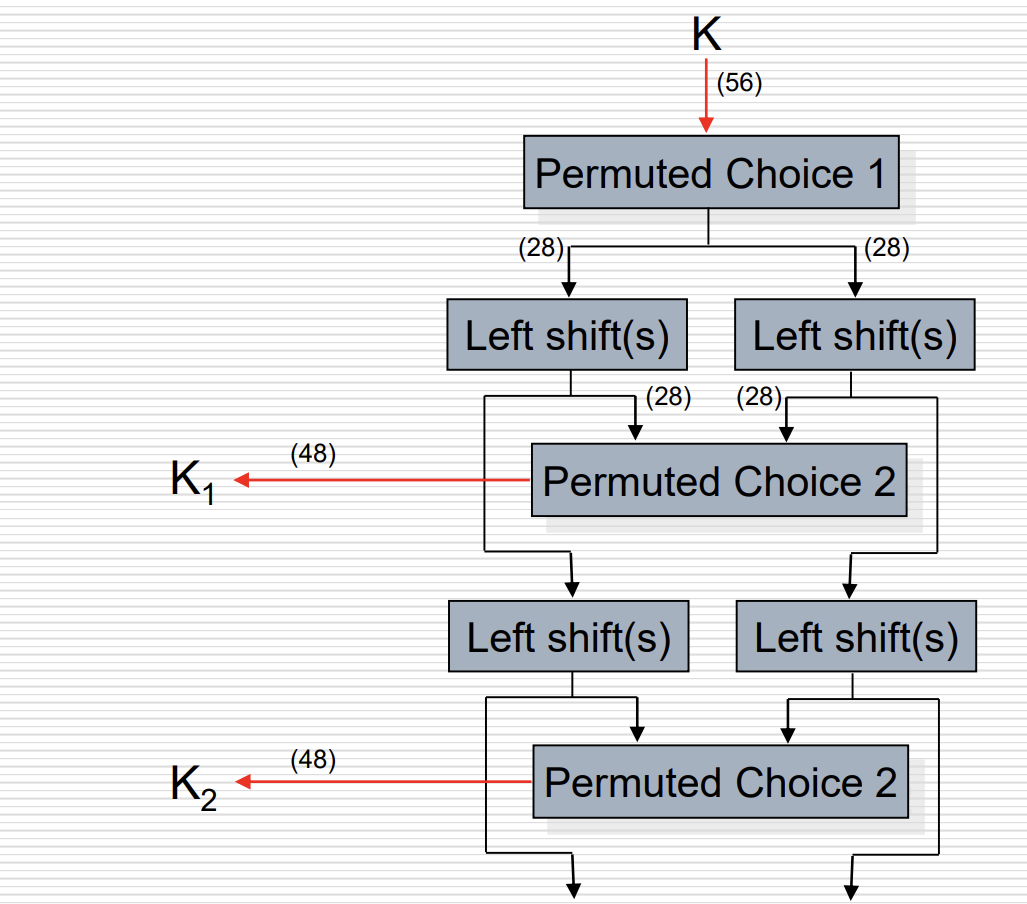 K
(56)
Permuted Choice 1
(28) (28)
Left shift(s) Left shift(s)
(28) (28)
(48)
K1 Permuted Choice 2
Left shift(s) Left shift(s)
(48)
K2 Permuted Choice 2